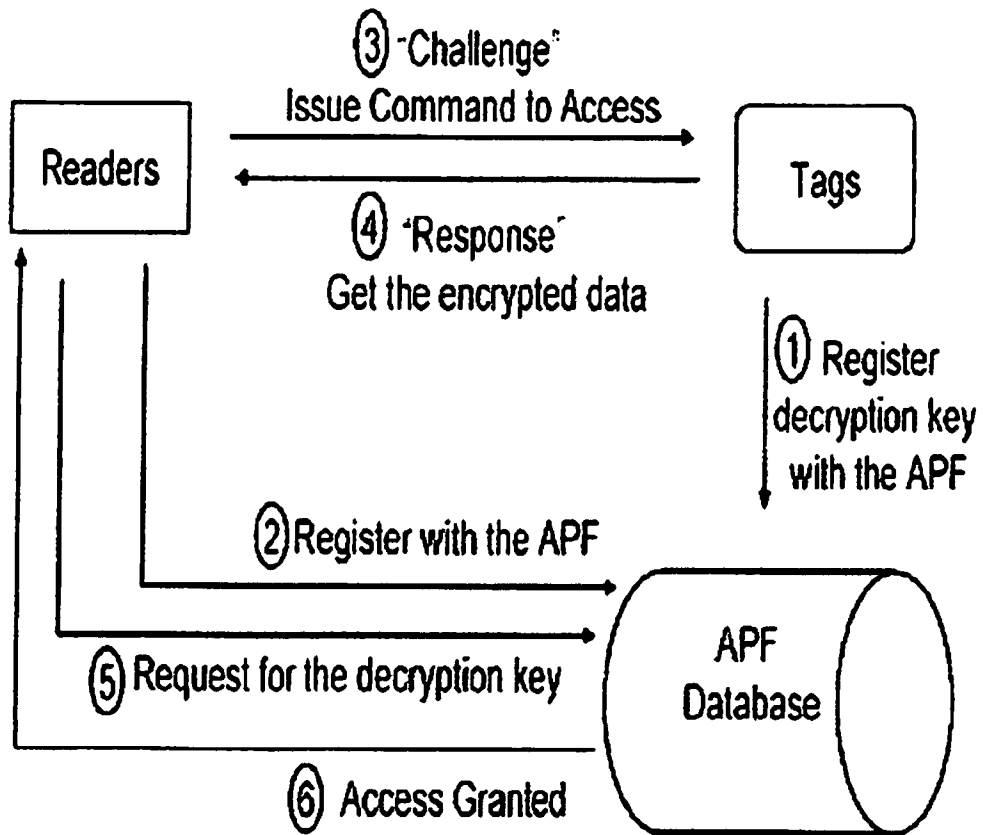 ③ "Challenge"
Issue Command to Access
Readers
Tags
④ "Response"
Get the encrypted data
① Register
decryption key
with the APF
② Register with the APF
APF
Database
⑤ Request for the decryption key
⑥ Access Granted